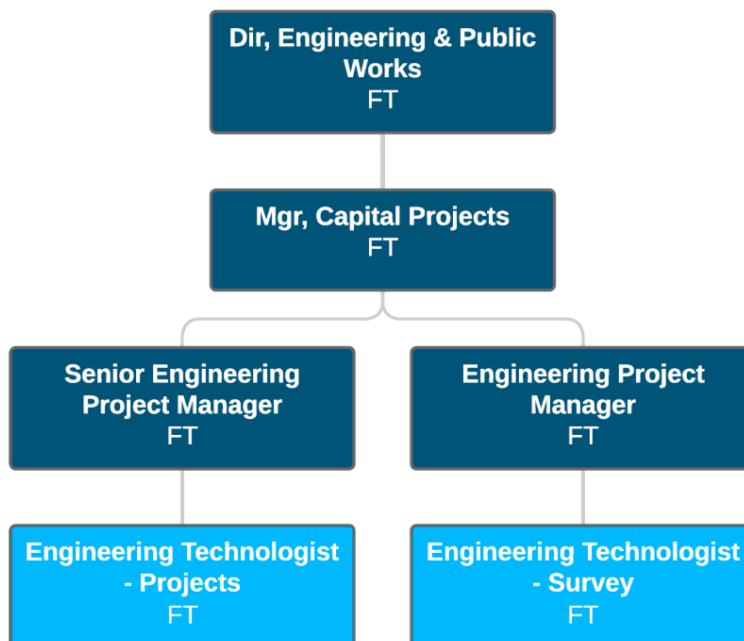 Dir, Engineering & Public
Works
FT
Mgr, Capital Projects
FT
Senior Engineering
Project Manager
FT
Engineering Project
Manager
FT
Engineering Technologist
- Projects
FT
Engineering Technologist
- Survey
FT